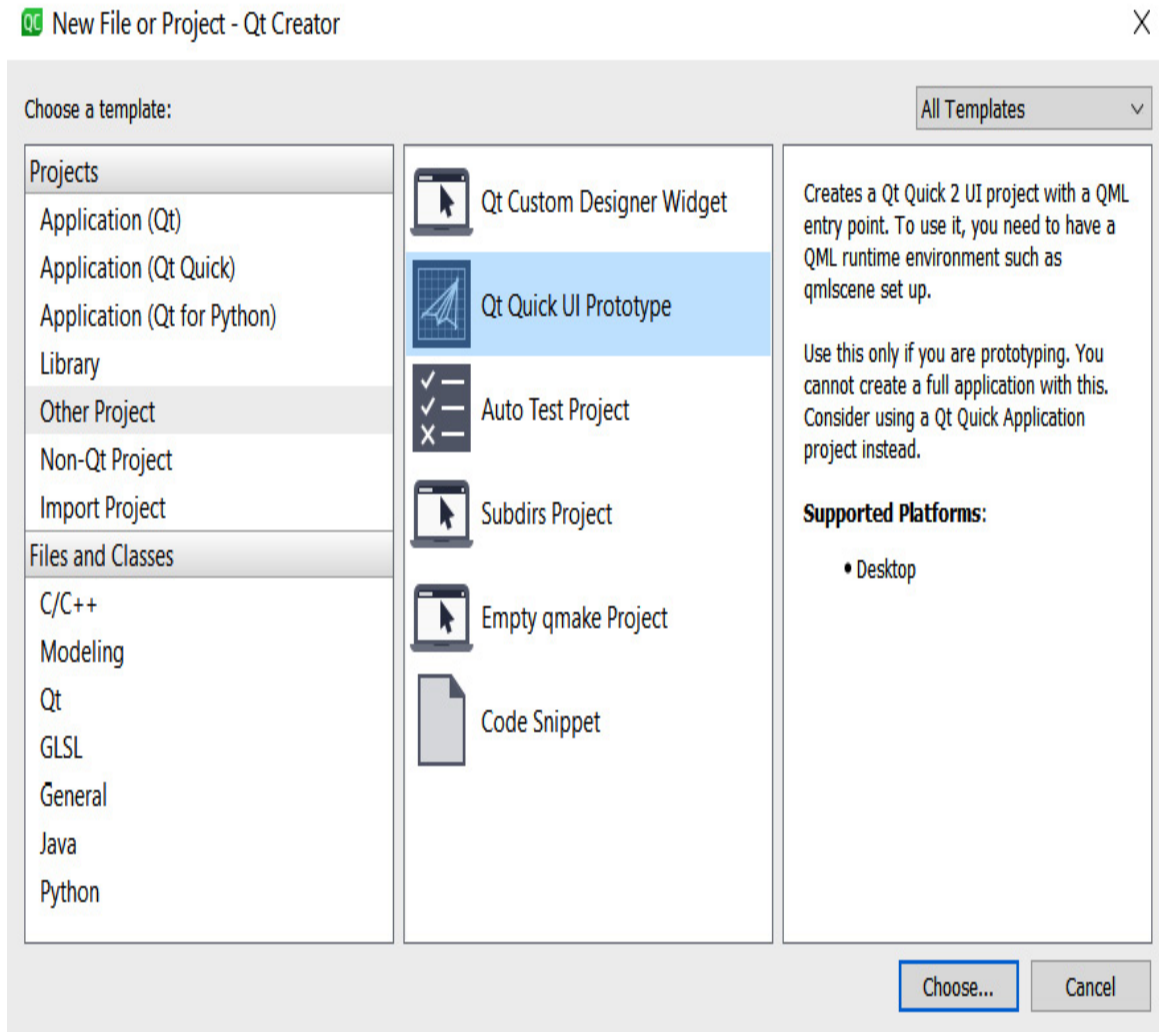 QC New File or Project - Qt Creator
Choose a template:
All Templates
Projects
Application (Qt)
Application (Qt Quick)
Application (Qt for Python)
Library
Other Project
Non-Qt Project
Import Project
Files and Classes
C/C++
Modeling
Qt
GLSL
General
Java
Python
Qt Custom Designer Widget
Qt Quick UI Prototype
Auto Test Project
Subdirs Project
Empty qmake Project
Code Snippet
Creates a Qt Quick 2 UI project with a QML
entry point. To use it, you need to have a
QML runtime environment such as
qmlscene set up.
Use this only if you are prototyping. You
cannot create a full application with this.
Consider using a Qt Quick Application
project instead.
Supported Platforms:
• Desktop
Choose...
Cancel